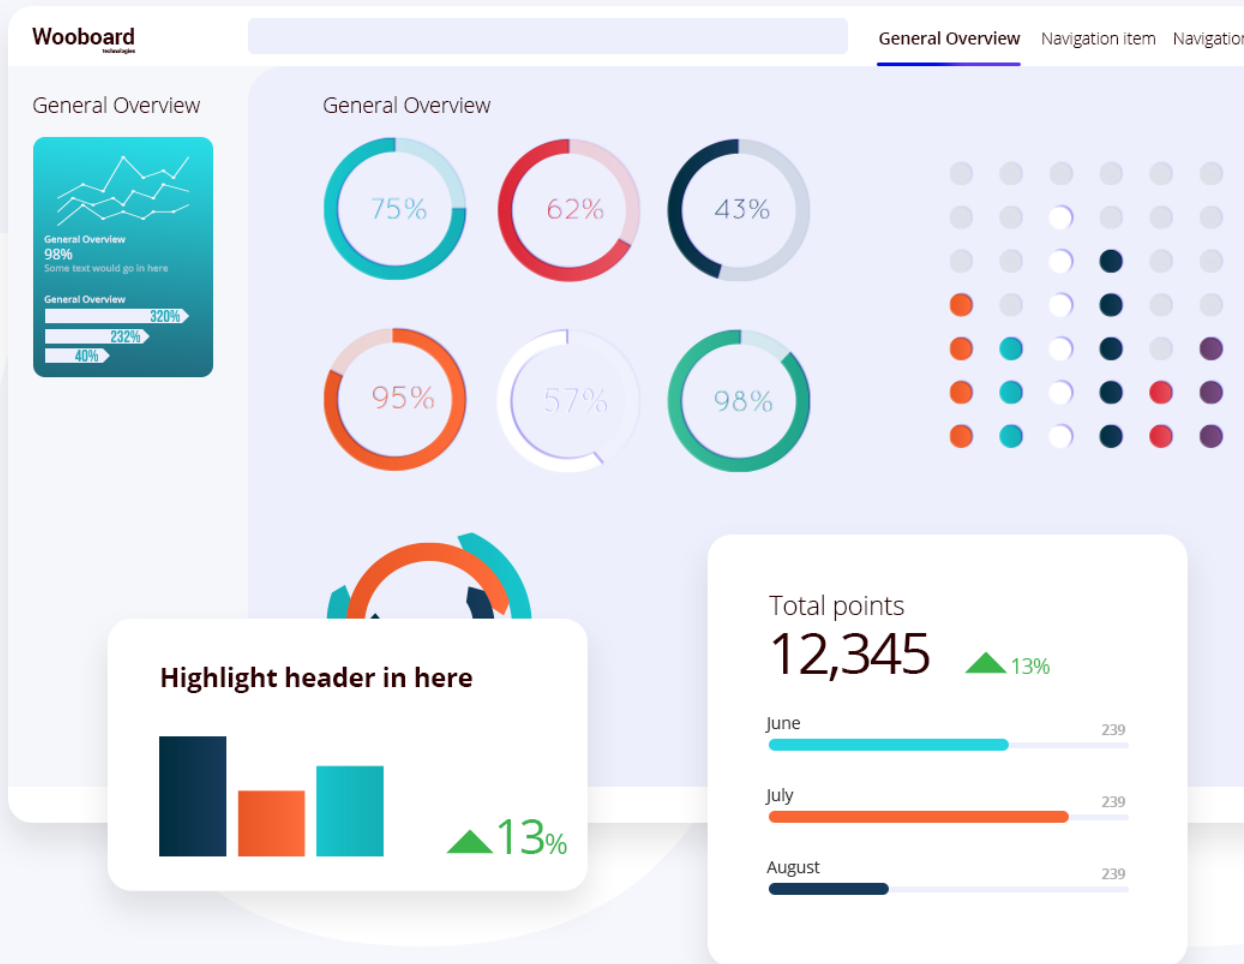 Wooboard
technologies
General Overview
Navigation item
Navigation
General Overview
General Overview
General Overview
98%
Some text would go in here
General Overview
320%
232%
40%
75%
62%
43%
95%
57%
98%
Highlight header in here
13%
Total points
12,345
13%
June
239
July
239
August
239